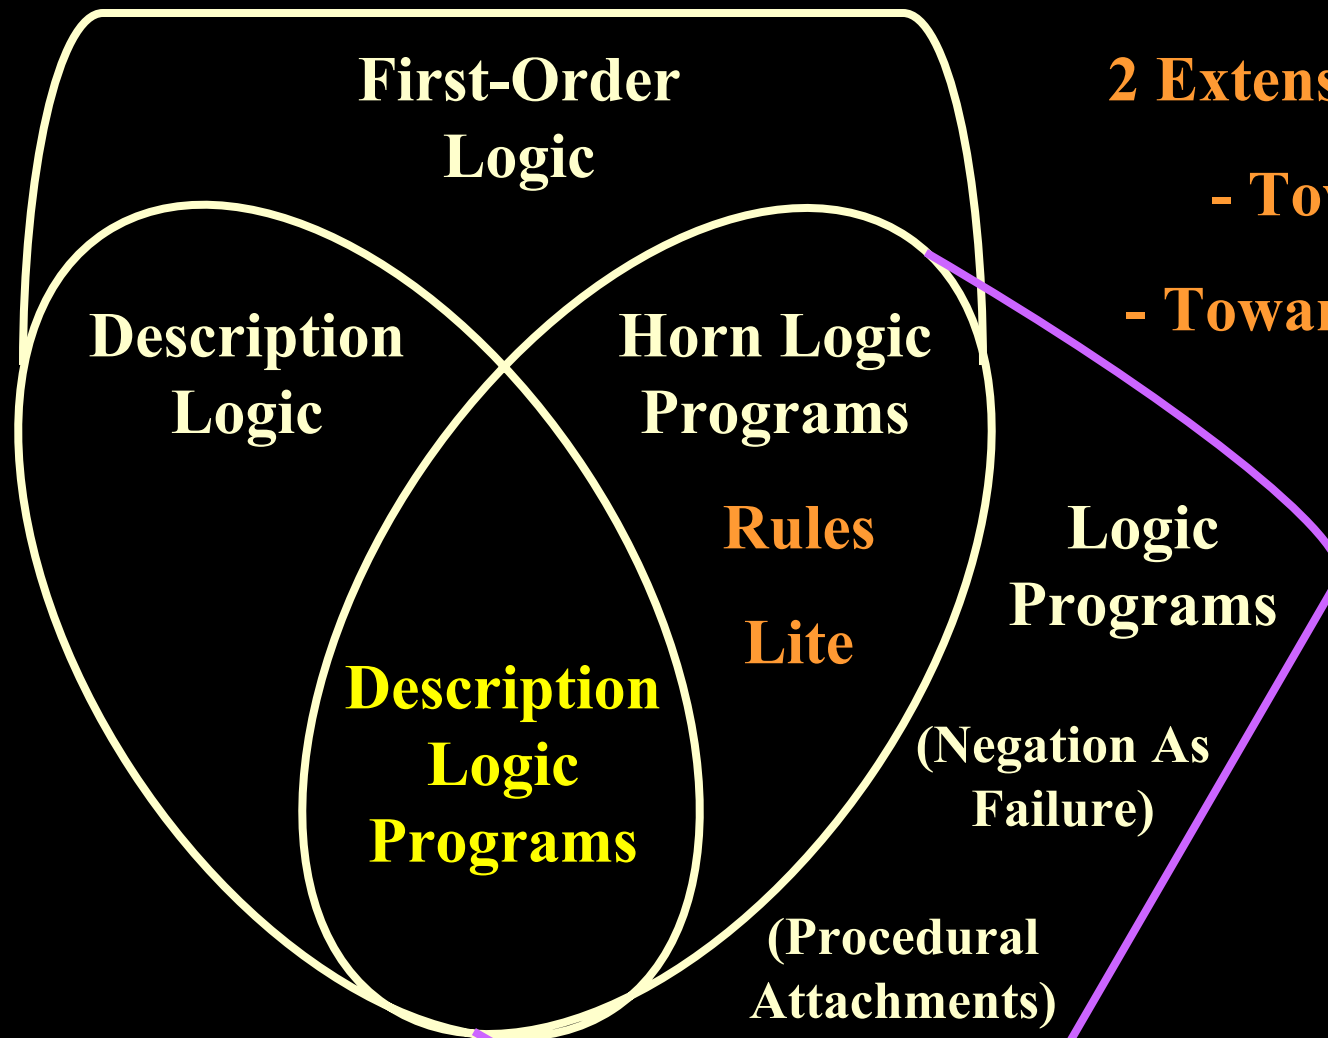 First-Order
Logic
2 Extens
- Tov
- Towar
Description
Logic
Horn Logic
Programs
Rules
Lite
Logic
Programs
Description
Logic
Programs
(Negation As
Failure)
(Procedural
Attachments)